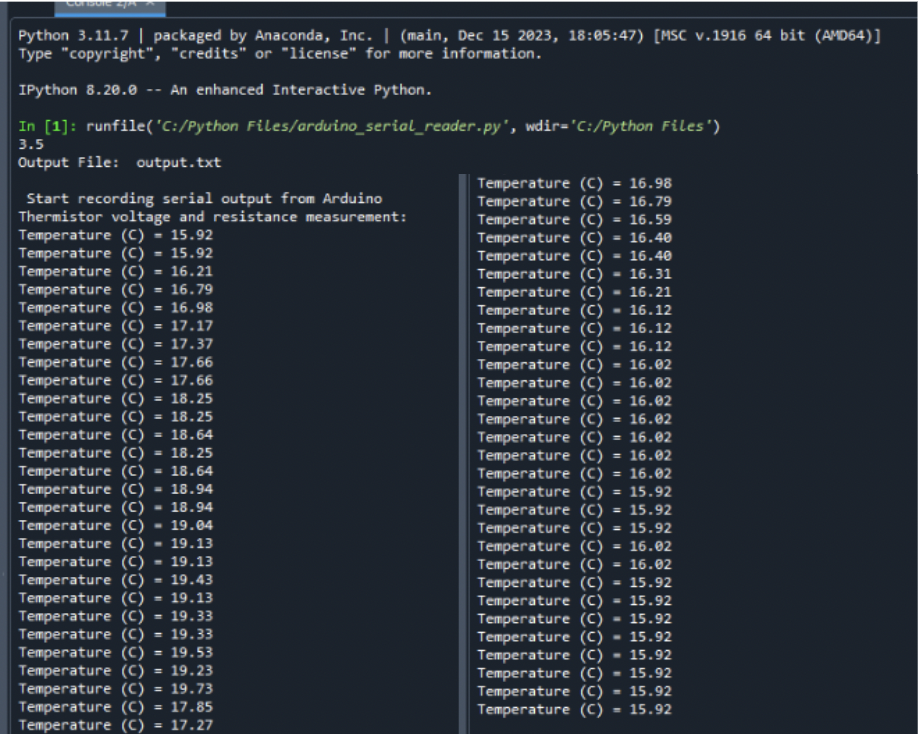 Console 2/A
Python 3.11.7 | packaged by Anaconda, Inc. | (main, Dec 15 2023, 18:05:47) [MSC v.1916 64 bit (AMD64)]
Type "copyright", "credits" or "license" for more information.
IPython 8.20.0 -- An enhanced Interactive Python.
In [1]: runfile('C:/Python Files/arduino_serial_reader.py', wdir='C:/Python Files')
3.5
Output File:  output.txt
Start recording serial output from Arduino
Thermistor voltage and resistance measurement:
Temperature (C) = 15.92
Temperature (C) = 15.92
Temperature (C) = 16.21
Temperature (C) = 16.79
Temperature (C) = 16.98
Temperature (C) = 17.17
Temperature (C) = 17.37
Temperature (C) = 17.66
Temperature (C) = 17.66
Temperature (C) = 18.25
Temperature (C) = 18.25
Temperature (C) = 18.64
Temperature (C) = 18.25
Temperature (C) = 18.64
Temperature (C) = 18.94
Temperature (C) = 18.94
Temperature (C) = 19.04
Temperature (C) = 19.13
Temperature (C) = 19.13
Temperature (C) = 19.43
Temperature (C) = 19.13
Temperature (C) = 19.33
Temperature (C) = 19.33
Temperature (C) = 19.53
Temperature (C) = 19.23
Temperature (C) = 19.73
Temperature (C) = 17.85
Temperature (C) = 17.27
Temperature (C) = 16.98
Temperature (C) = 16.79
Temperature (C) = 16.59
Temperature (C) = 16.40
Temperature (C) = 16.40
Temperature (C) = 16.31
Temperature (C) = 16.21
Temperature (C) = 16.12
Temperature (C) = 16.12
Temperature (C) = 16.12
Temperature (C) = 16.02
Temperature (C) = 16.02
Temperature (C) = 16.02
Temperature (C) = 16.02
Temperature (C) = 16.02
Temperature (C) = 16.02
Temperature (C) = 16.02
Temperature (C) = 15.92
Temperature (C) = 15.92
Temperature (C) = 15.92
Temperature (C) = 16.02
Temperature (C) = 16.02
Temperature (C) = 15.92
Temperature (C) = 15.92
Temperature (C) = 15.92
Temperature (C) = 15.92
Temperature (C) = 15.92
Temperature (C) = 15.92
Temperature (C) = 15.92
Temperature (C) = 15.92